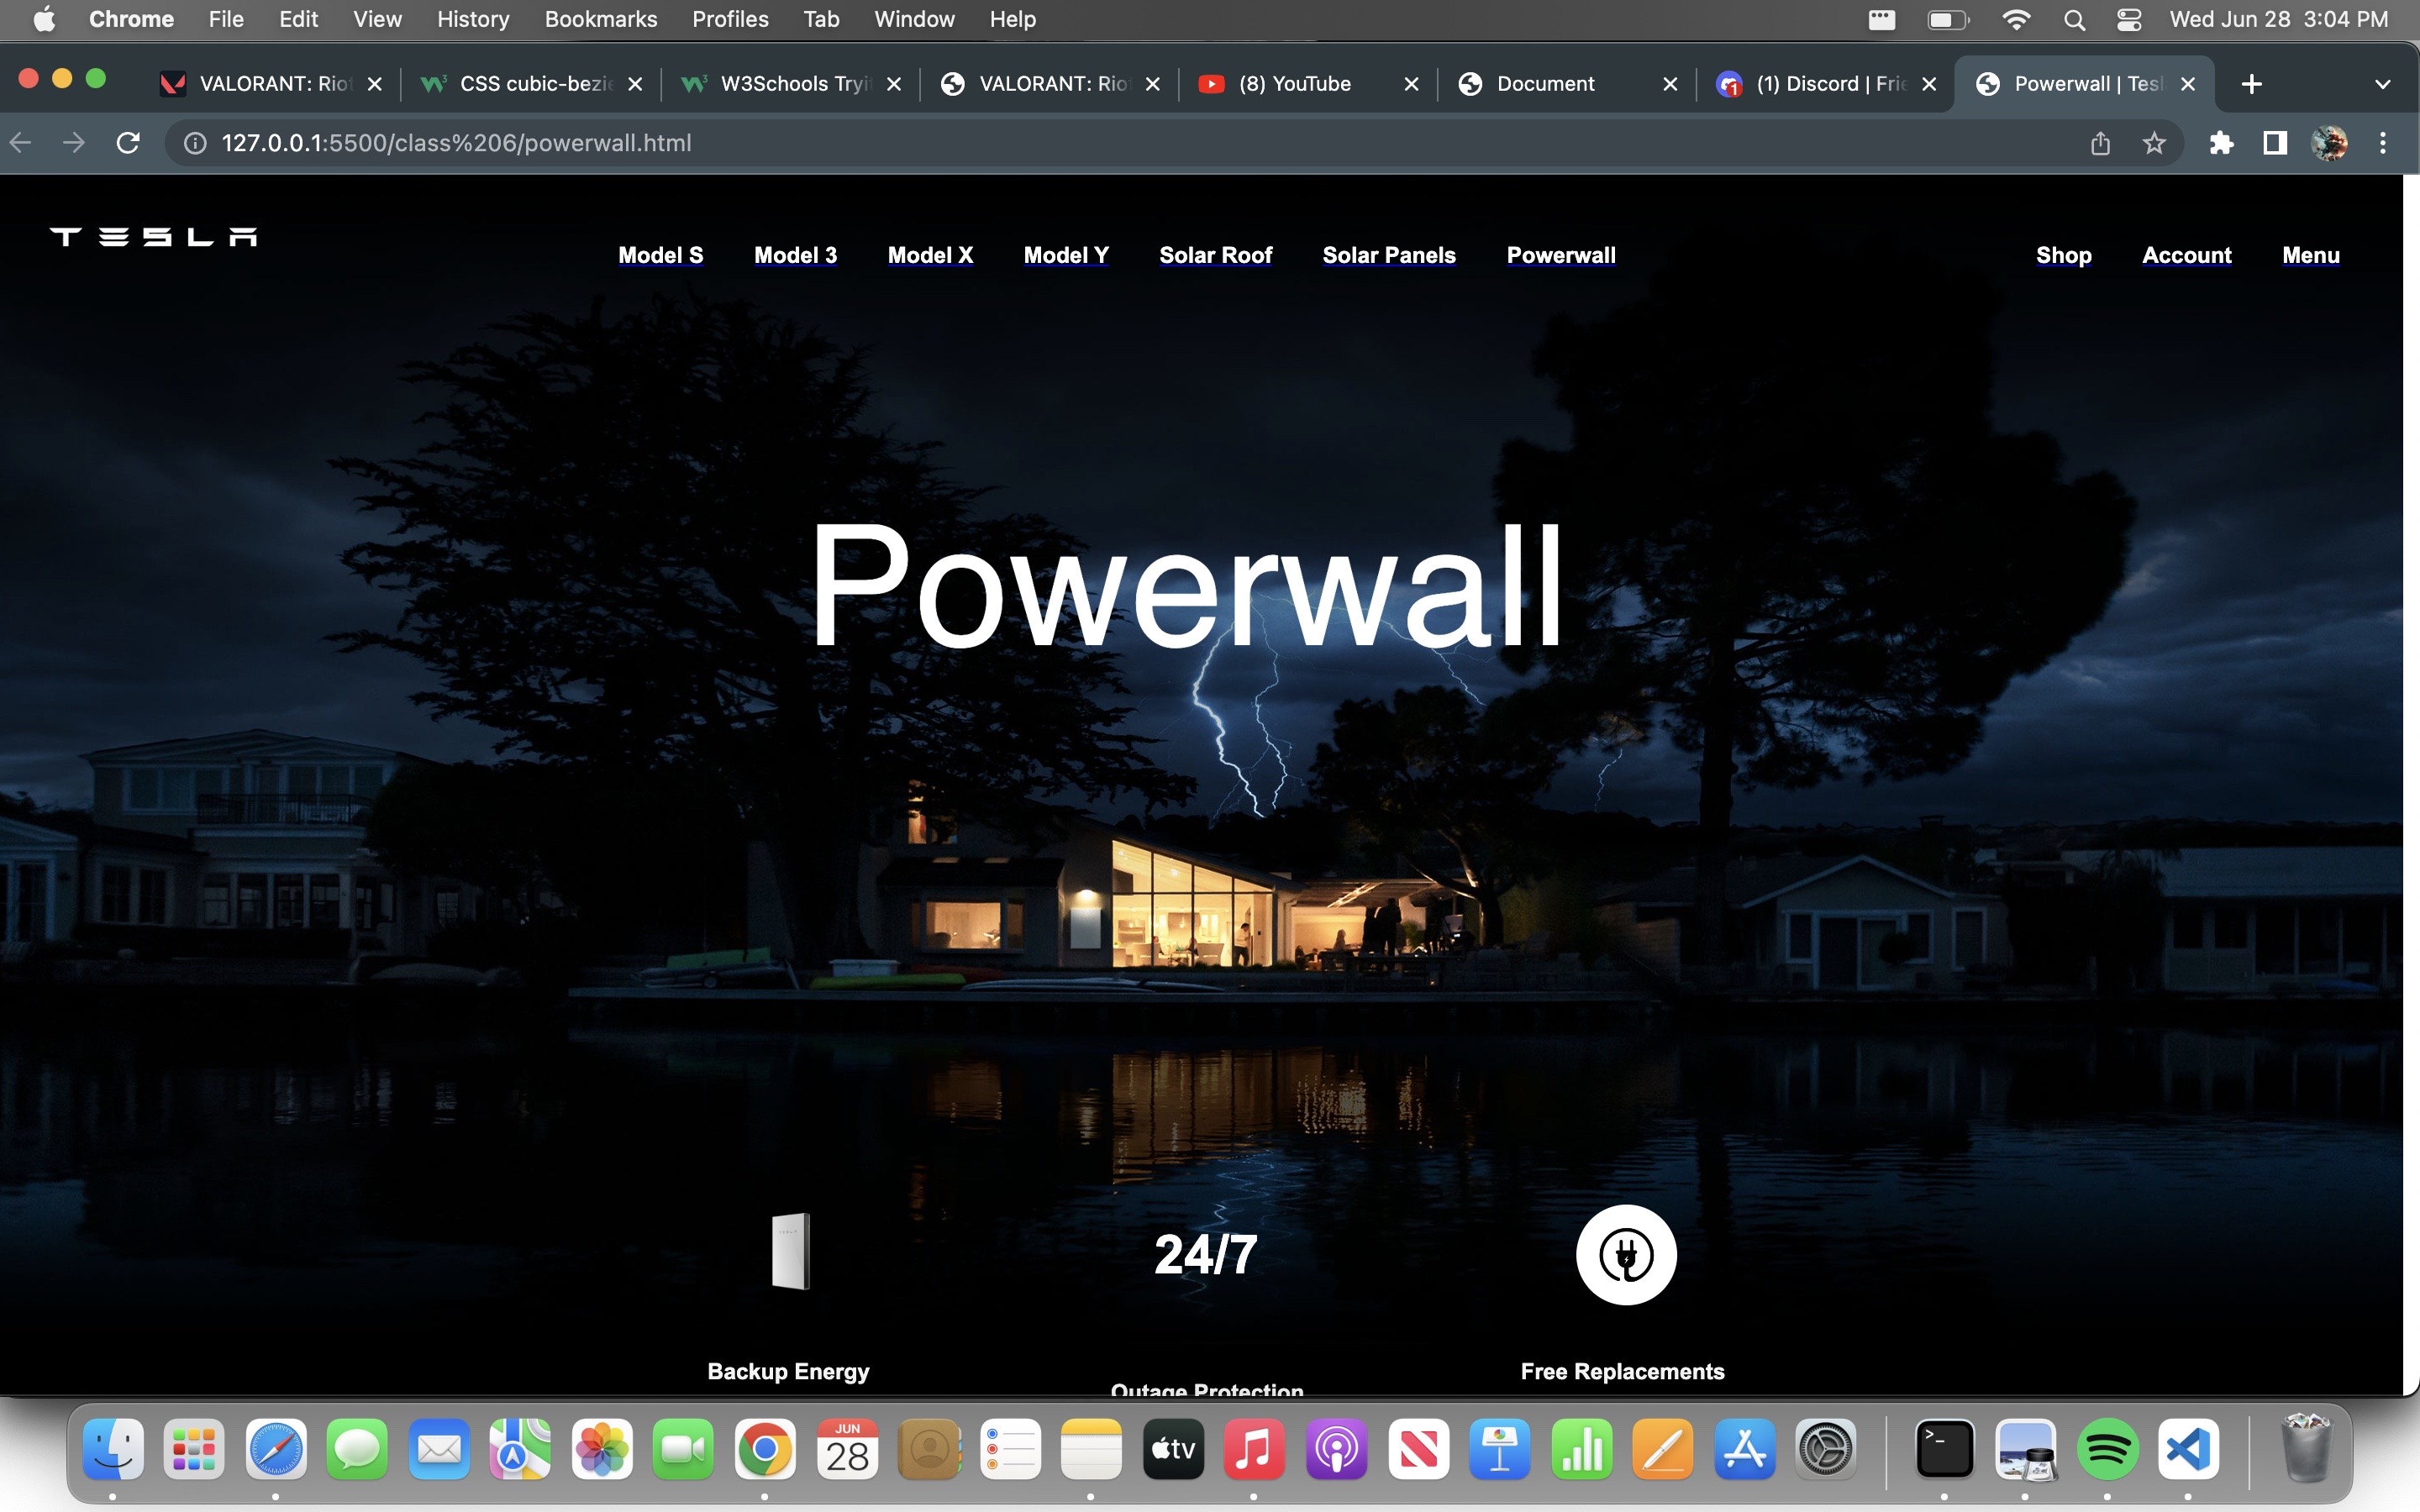 Chrome File Edit View History Bookmarks Profiles Tab Window Help Wed Jun 28 3:04 PM
VALORANT: Riot CSS cubic-bezie W3Schools Tryit VALORANT: Riot (8) YouTube Document (1) Discord | Frie Powerwall | Tesl
127.0.0.1:5500/class%206/powerwall.html
TESLA
Model S Model 3 Model X Model Y Solar Roof Solar Panels Powerwall Shop Account Menu
Powerwall
24/7
Backup Energy Free Replacements
Outage Protection
JUN
28
tv